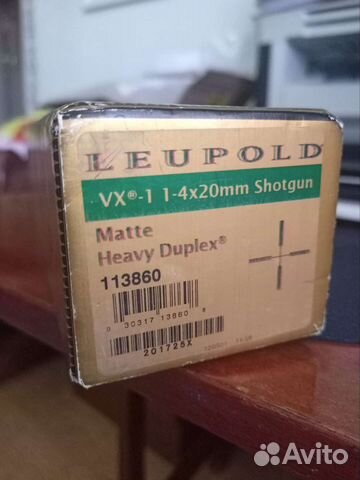 LEUPOLD
VX®-1 1-4x20mm Shotgun
Matte
Heavy Duplex®
113860
0 30317 13860 8
201725X
Avito